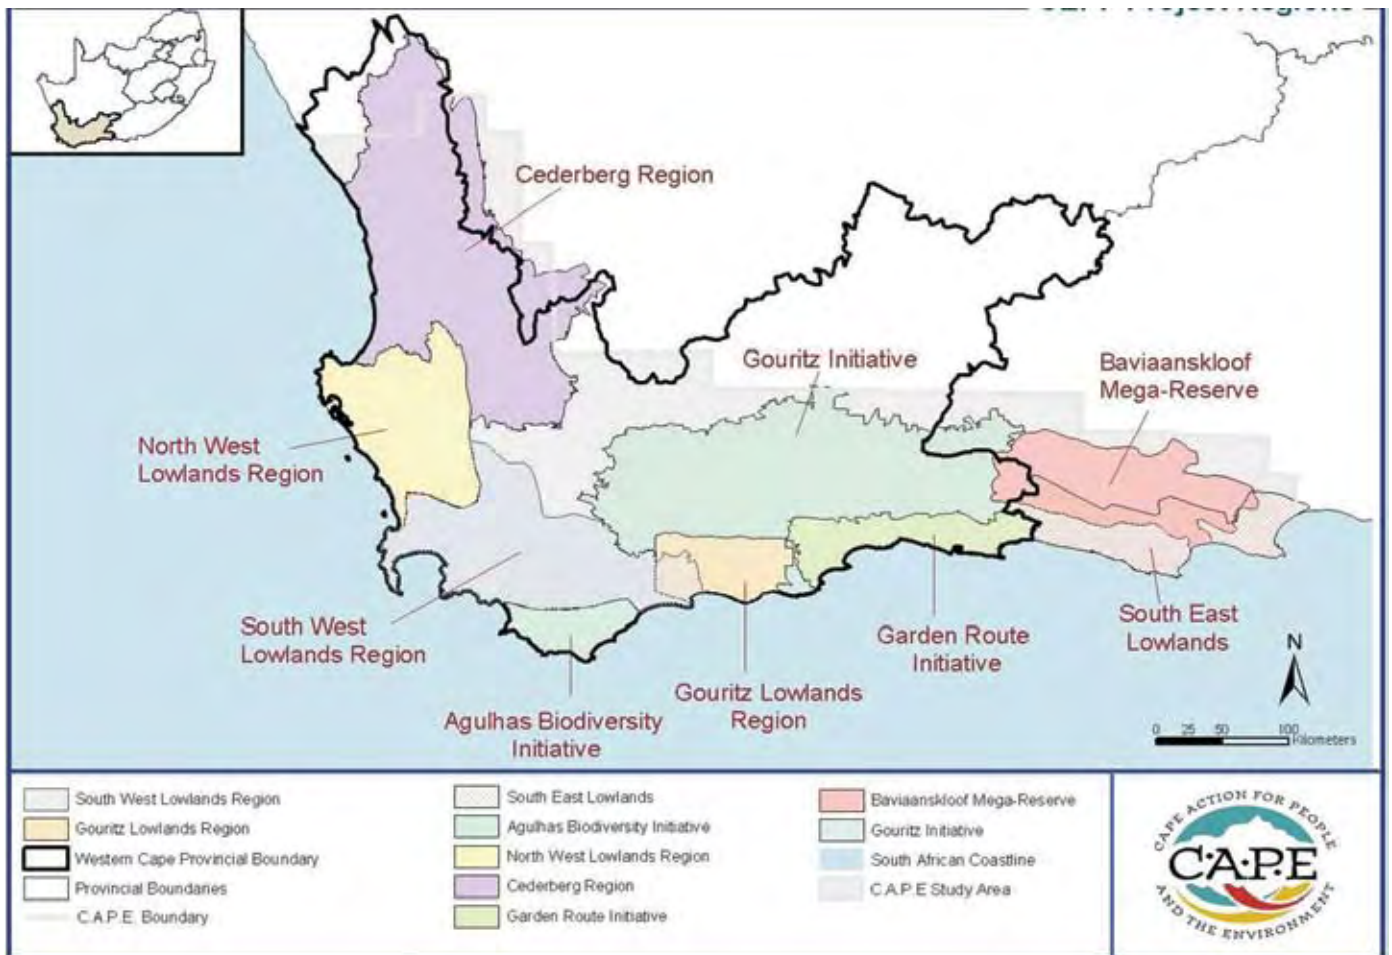 Project Regions
Cederberg Region
Gouritz Initiative
Baviaanskloof
Mega-Reserve
North West
Lowlands Region
South West
Lowlands Region
Agulhas Biodiversity
Initiative
Gouritz Lowlands
Region
Garden Route
Initiative
South East
Lowlands
N
0 25 50 100
Kilometers
South West Lowlands Region
Gouritz Lowlands Region
Western Cape Provincial Boundary
Provincial Boundaries
C.A.P.E. Boundary
South East Lowlands
Agulhas Biodiversity Initiative
North West Lowlands Region
Cederberg Region
Garden Route Initiative
Baviaanskloof Mega-Reserve
Gouritz Initiative
South African Coastline
C.A.P.E Study Area
CAPE ACTION FOR PEOPLE
C·A·P·E
AND THE ENVIRONMENT